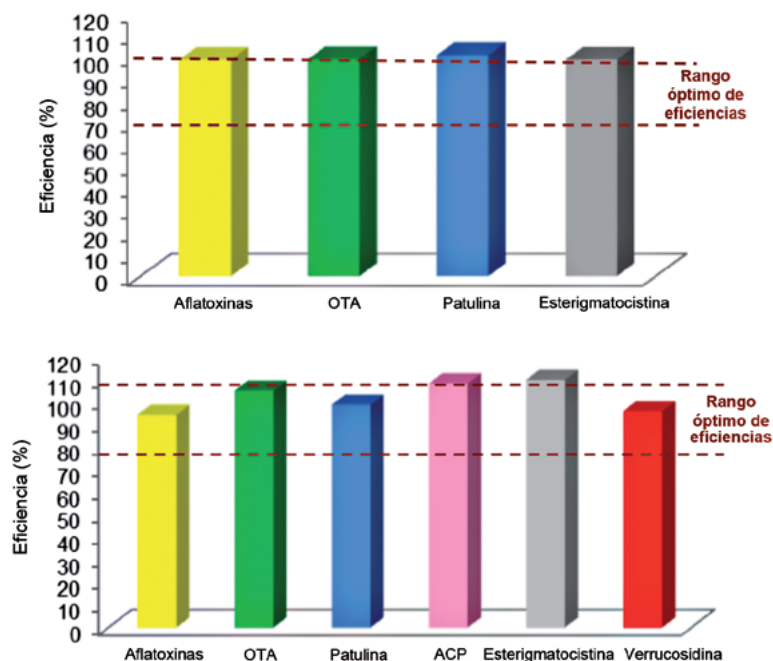 120
110
100
90
80
70
60
50
40
30
20
10
0
Eficiencia (%)
Rango
óptimo de
eficiencias
Aflatoxinas OTA Patulina Esterigmatocistina
120
110
100
90
80
70
60
50
40
30
20
10
0
Eficiencia (%)
Rango
óptimo de
eficiencias
Aflatoxinas OTA Patulina ACP Esterigmatocistina Verrucosidina